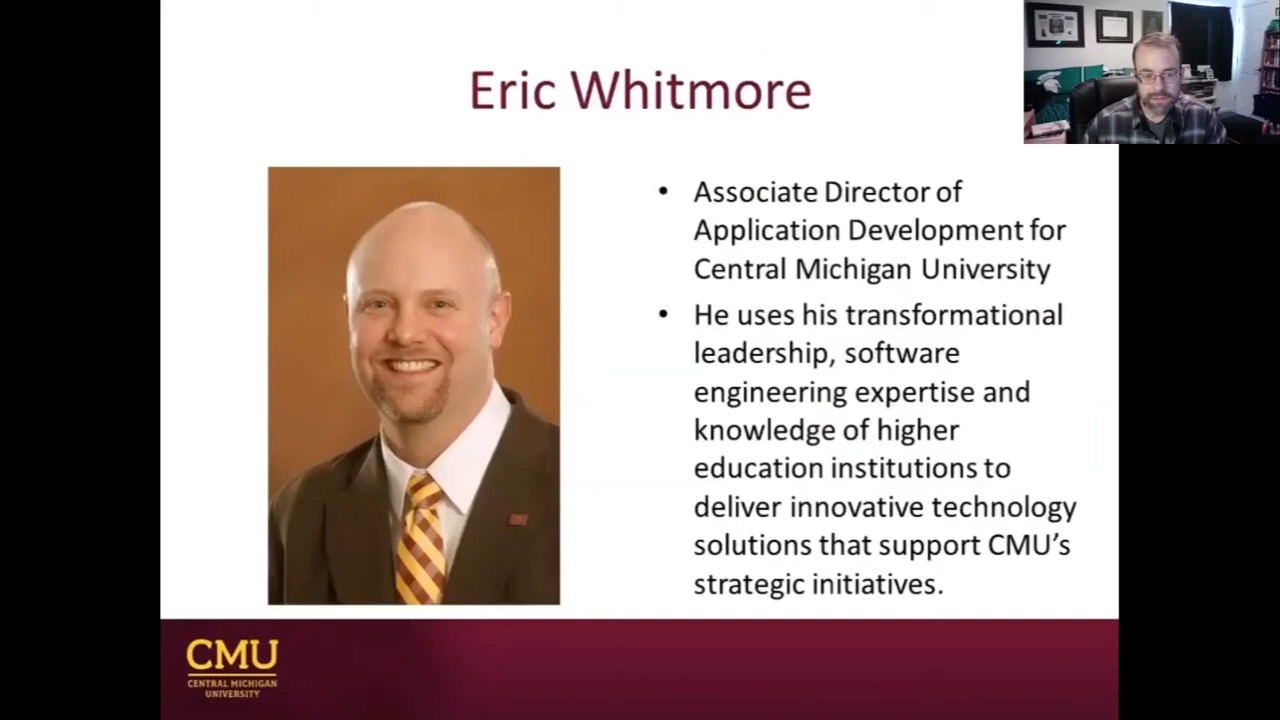 Eric Whitmore
• Associate Director of
Application Development for
Central Michigan University
• He uses his transformational
leadership, software
engineering expertise and
knowledge of higher
education institutions to
deliver innovative technology
solutions that support CMU’s
strategic initiatives.
CMU
CENTRAL MICHIGAN
UNIVERSITY